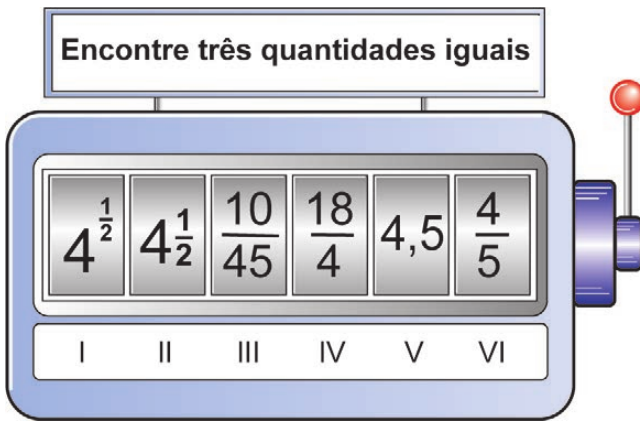 Encontre três quantidades iguais
4^{1/2} 4 1/2 10/45 18/4 4,5 4/5
I II III IV V VI